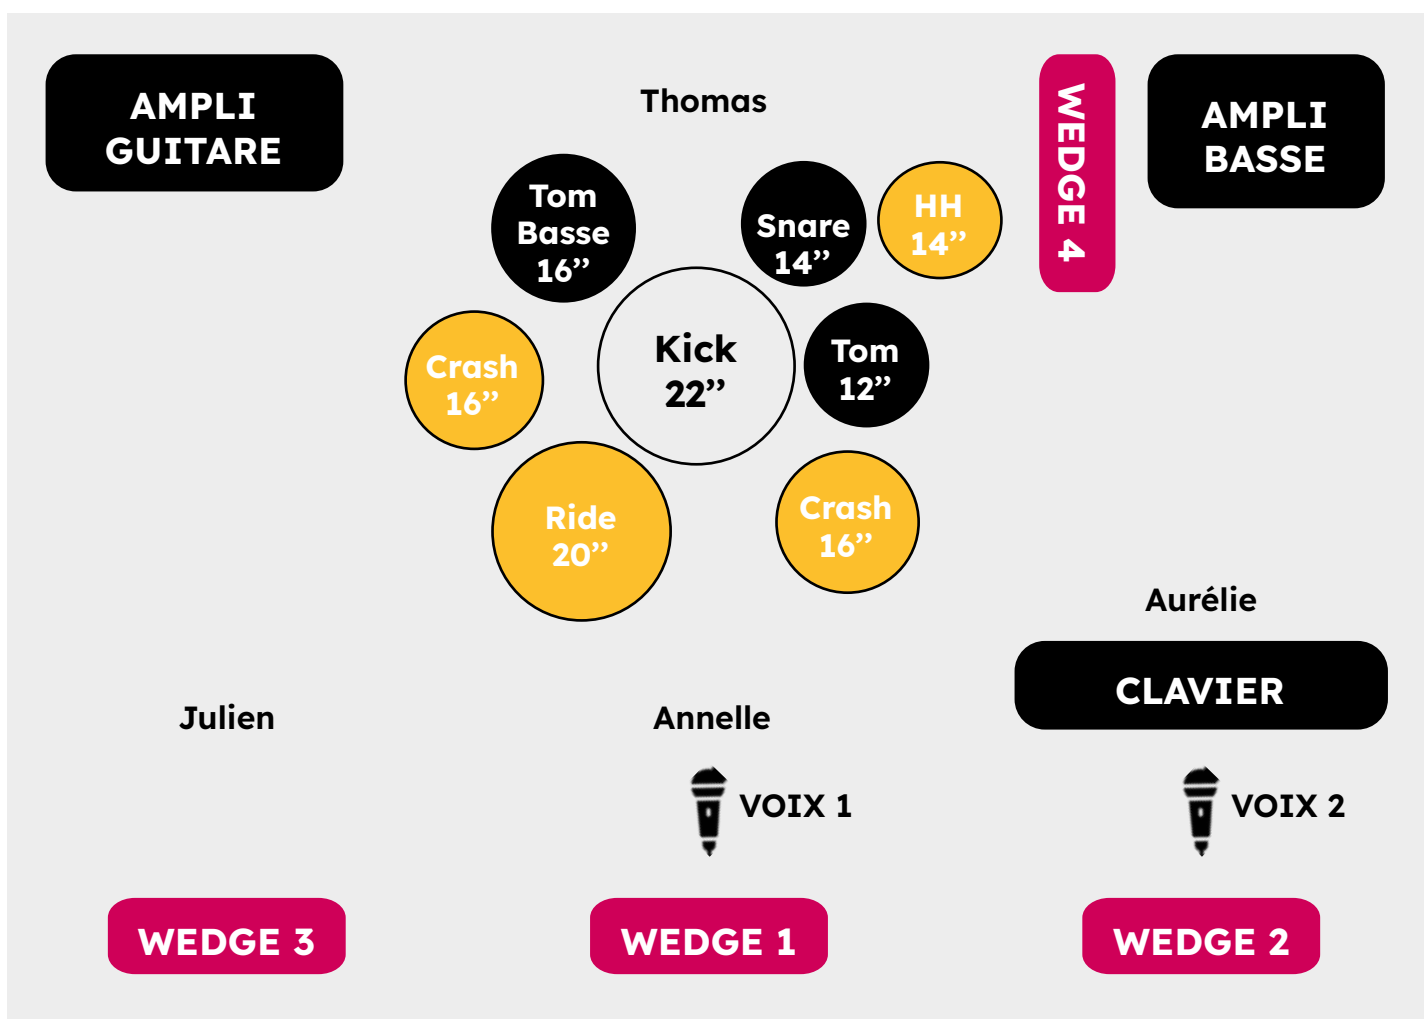 AMPLI
GUITARE
Thomas
WEDGE 4
AMPLI
BASSE
Tom
Basse
16’’
Snare
14’’
HH
14’’
Kick
22’’
Tom
12’’
Crash
16’’
Ride
20’’
Crash
16’’
Aurélie
CLAVIER
Julien
Annelle
VOIX 1
VOIX 2
WEDGE 3
WEDGE 1
WEDGE 2